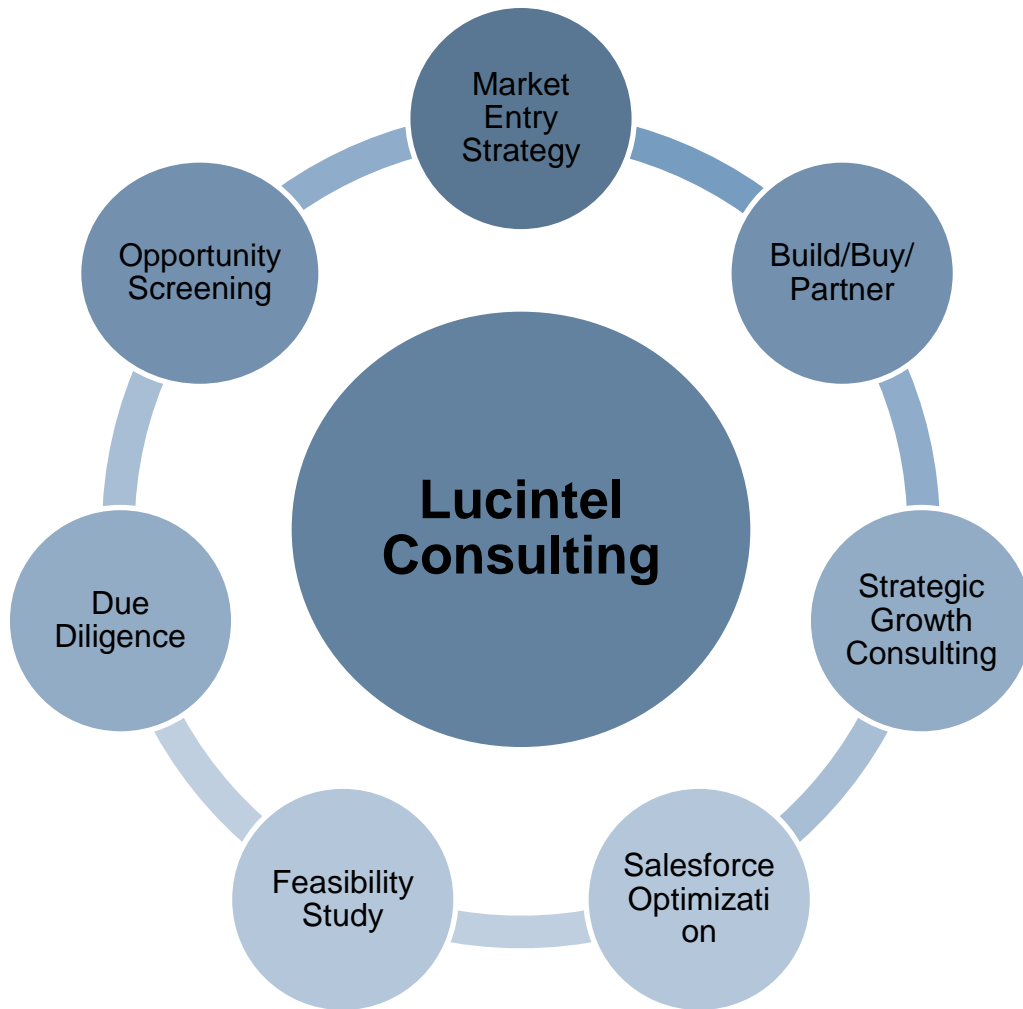 Market
Entry
Strategy
Build/Buy/
Partner
Strategic
Growth
Consulting
Salesforce
Optimizati
on
Feasibility
Study
Due
Diligence
Opportunity
Screening
Lucintel
Consulting